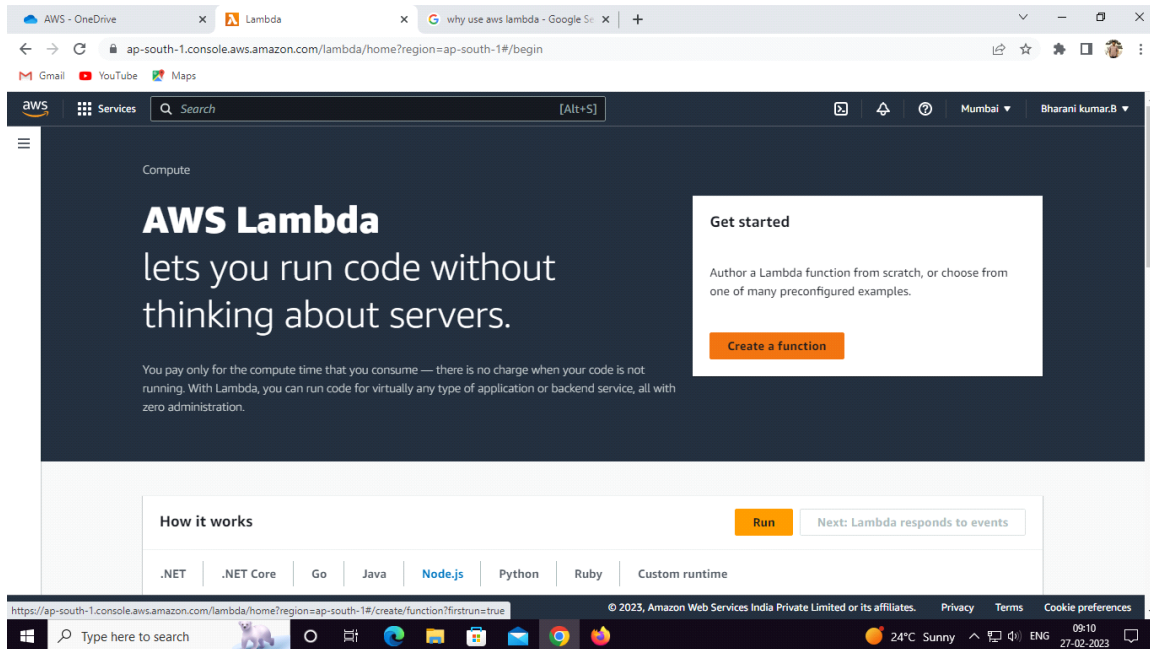 AWS - OneDrive
Lambda
why use aws lambda - Google Se
ap-south-1.console.aws.amazon.com/lambda/home?region=ap-south-1#/begin
Gmail YouTube Maps
aws Services Search [Alt+S] Mumbai Bharani kumar.B
Compute
AWS Lambda
lets you run code without
thinking about servers.
You pay only for the compute time that you consume — there is no charge when your code is not
running. With Lambda, you can run code for virtually any type of application or backend service, all with
zero administration.
Get started
Author a Lambda function from scratch, or choose from
one of many preconfigured examples.
Create a function
How it works
Run Next: Lambda responds to events
.NET .NET Core Go Java Node.js Python Ruby Custom runtime
https://ap-south-1.console.aws.amazon.com/lambda/home?region=ap-south-1#/create/function?firstrun=true
© 2023, Amazon Web Services India Private Limited or its affiliates. Privacy Terms Cookie preferences
Type here to search
24°C Sunny ENG
09:10
27-02-2023